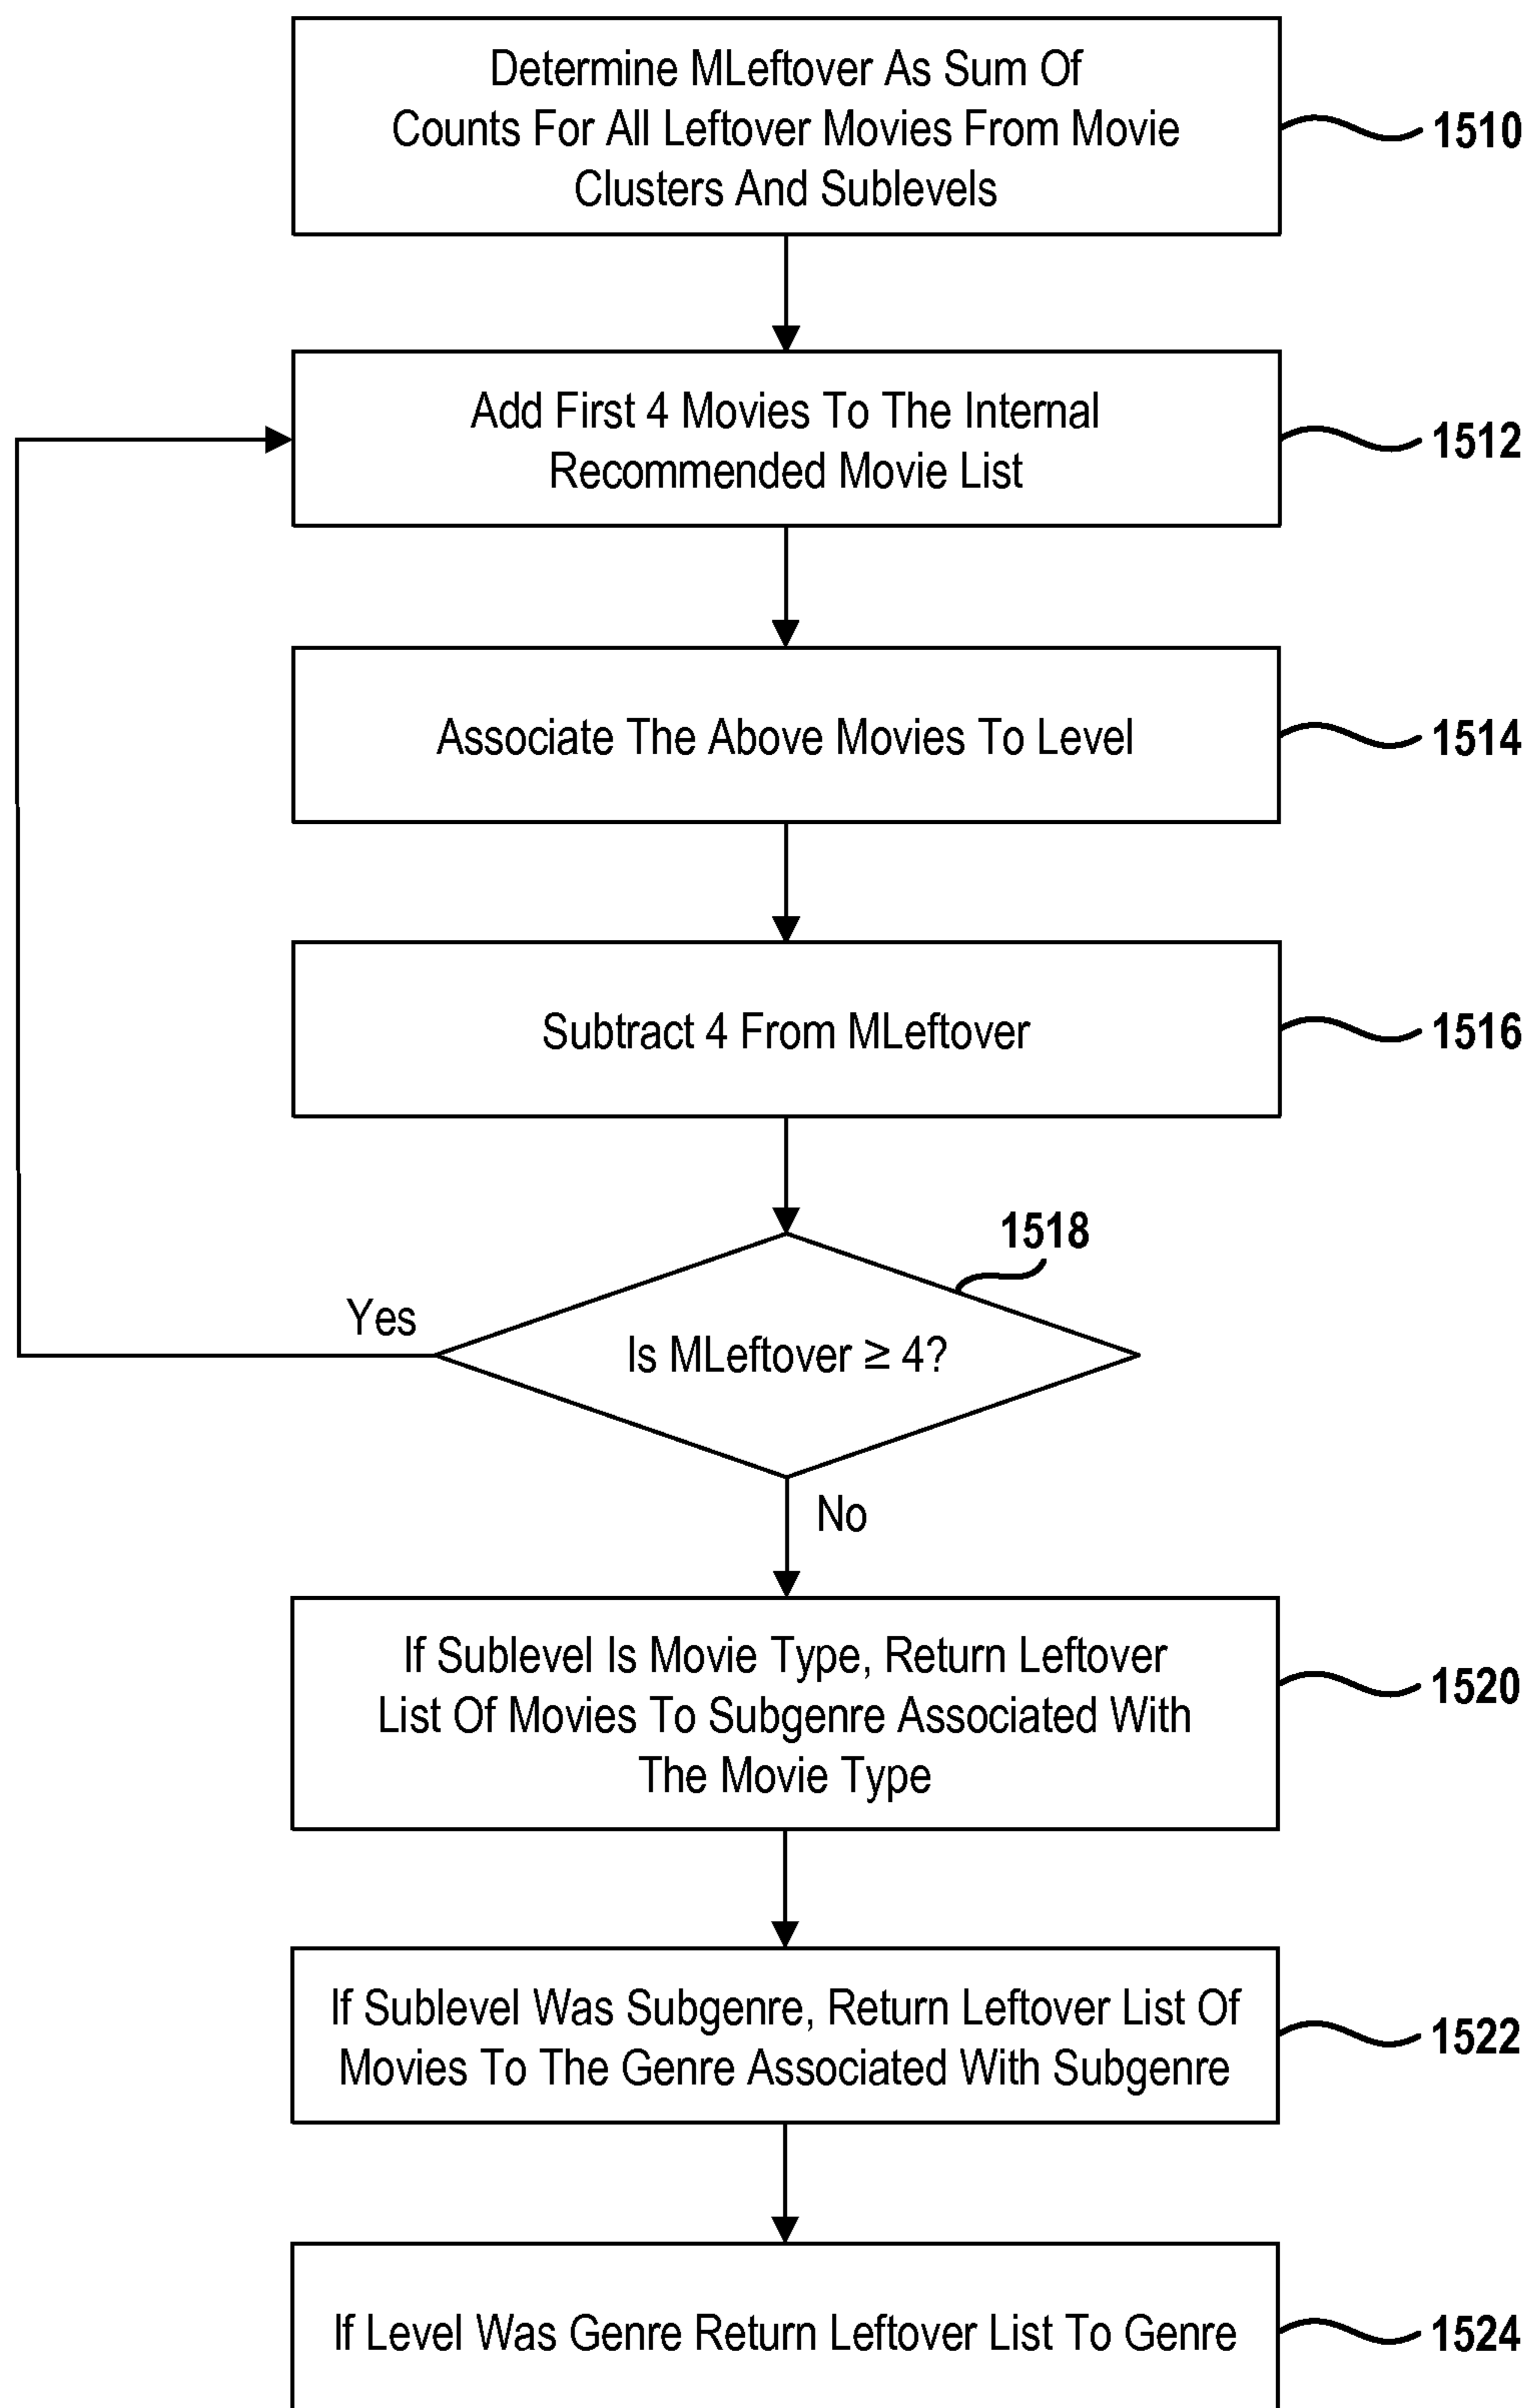 Determine MLeftover As Sum Of
Counts For All Leftover Movies From Movie
Clusters And Sublevels
1510
Add First 4 Movies To The Internal
Recommended Movie List
1512
Associate The Above Movies To Level
1514
Subtract 4 From MLeftover
1516
1518
Yes
Is MLeftover ≥ 4?
No
If Sublevel Is Movie Type, Return Leftover
List Of Movies To Subgenre Associated With
The Movie Type
1520
If Sublevel Was Subgenre, Return Leftover List Of
Movies To The Genre Associated With Subgenre
1522
If Level Was Genre Return Leftover List To Genre
1524